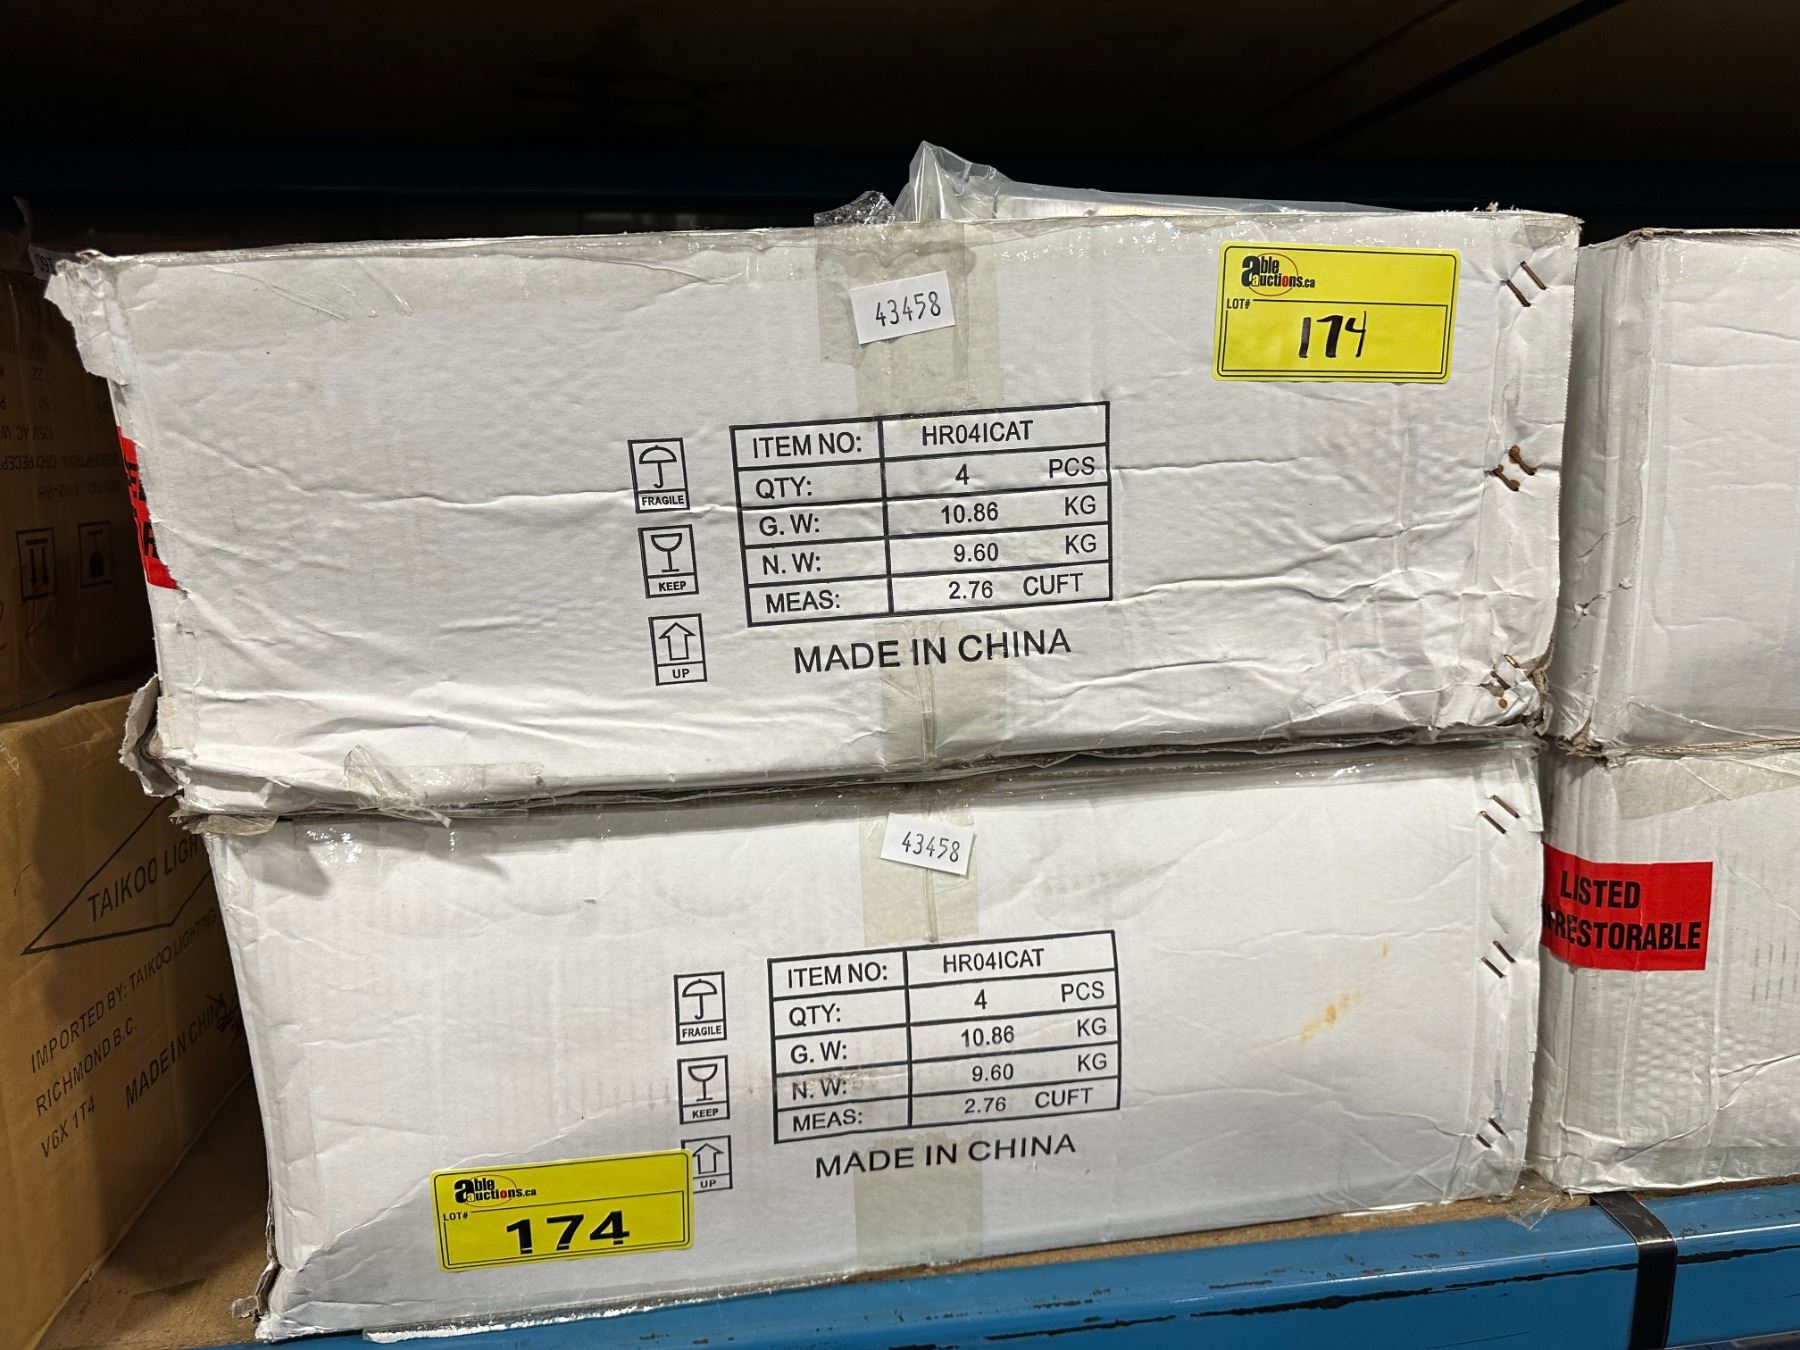 43458
able
auctions.ca
LOT#
174
ITEM NO: HR04ICAT
QTY: 4 PCS
G. W: 10.86 KG
N. W: 9.60 KG
MEAS: 2.76 CUFT
MADE IN CHINA
FRAGILE
KEEP
UP
43458
ITEM NO: HR04ICAT
QTY: 4 PCS
G. W: 10.86 KG
N. W: 9.60 KG
MEAS: 2.76 CUFT
MADE IN CHINA
FRAGILE
KEEP
UP
able
auctions.ca
LOT#
174
LISTED
RESTORABLE
TAIKOO LIGH
IMPORTED BY: TAIKOO LIGHTING
RICHMOND B.C.
V6X 1T4 MADE IN CHINA